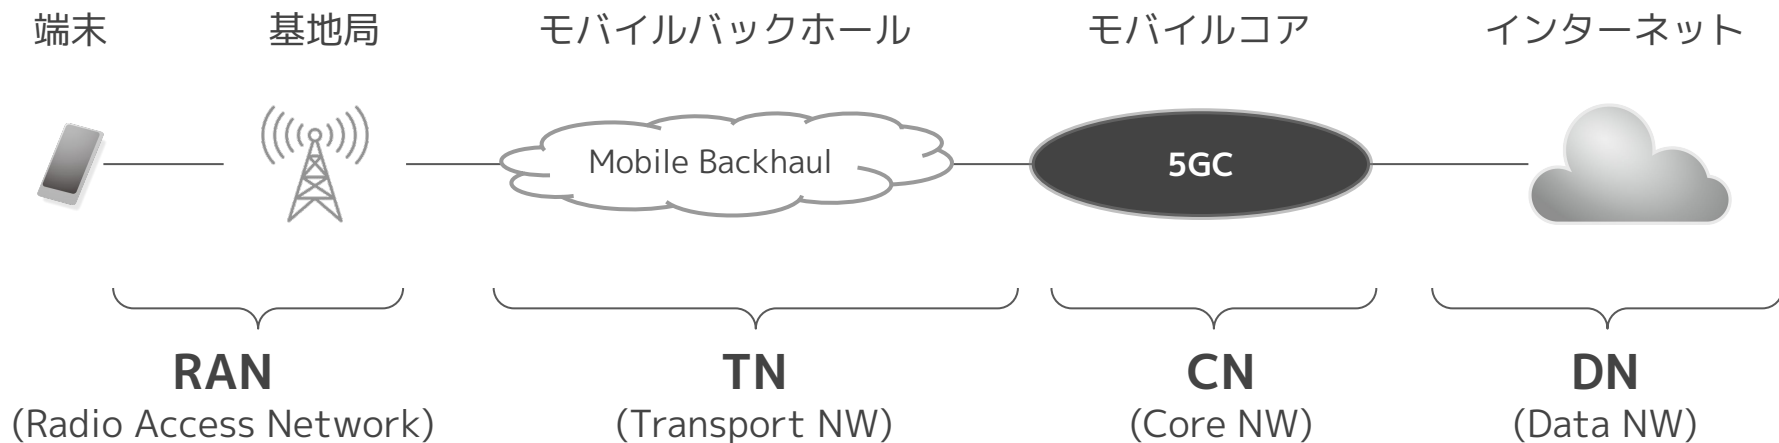 端末
基地局
モバイルバックホール
モバイルコア
インターネット
Mobile Backhaul
5GC
RAN
(Radio Access Network)
TN
(Transport NW)
CN
(Core NW)
DN
(Data NW)